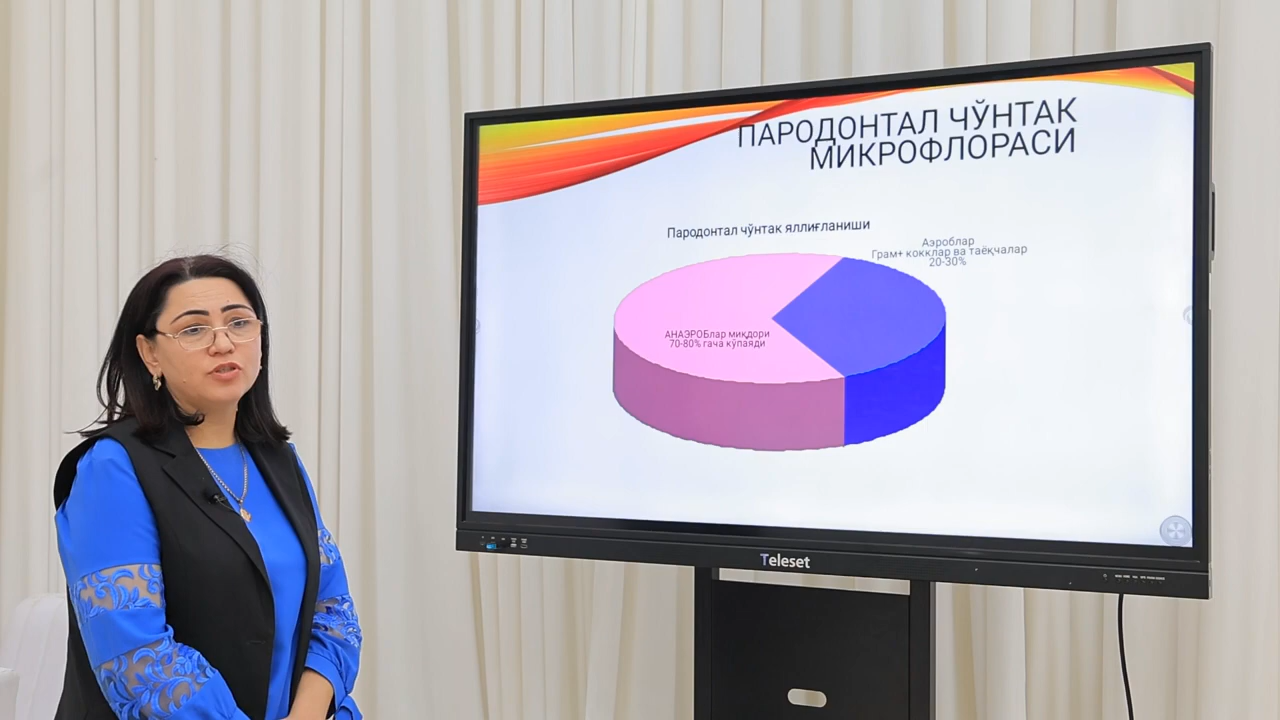 ПАРОДОНТАЛ ЧЎНТАК
МИКРОФЛОРАСИ
Пародонтал чўнтак яллиғланиши
Аэроблар
Грам+ кокклар ва таёқчалар
20-30%
АНАЭРОБлар миқдори
70-80% гача кўпаяди
Teleset